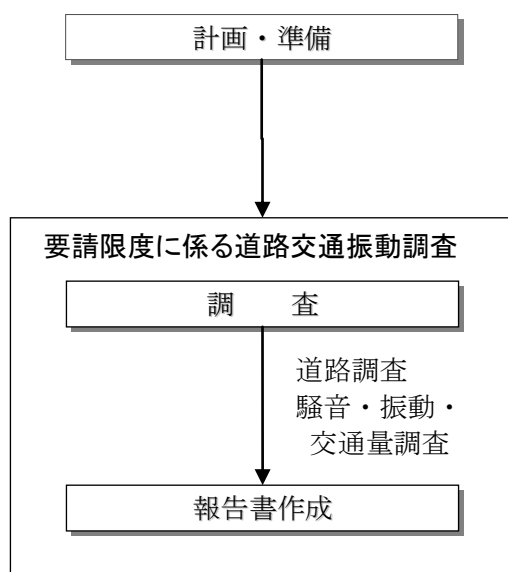 計画・準備
要請限度に係る道路交通振動調査
調　　査
道路調査
騒音・振動・
交通量調査
報告書作成